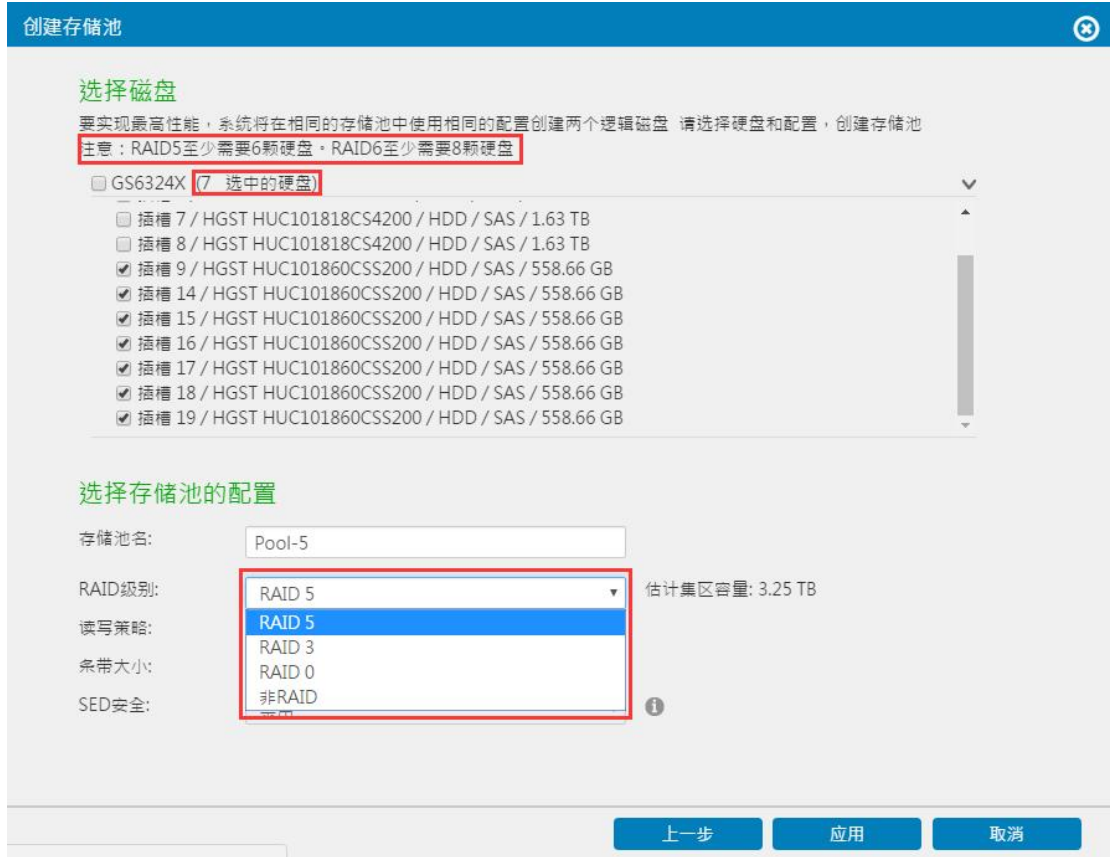 创建存储池
选择磁盘
要实现最高性能，系统将在相同的存储池中使用相同的配置创建两个逻辑磁盘 请选择硬盘和配置，创建存储池
注意：RAID5至少需要6颗硬盘。RAID6至少需要8颗硬盘
GS6324X (7 选中的硬盘)
插槽 7 / HGST HUC101818CS4200 / HDD / SAS / 1.63 TB
插槽 8 / HGST HUC101818CS4200 / HDD / SAS / 1.63 TB
插槽 9 / HGST HUC101860CSS200 / HDD / SAS / 558.66 GB
插槽 14 / HGST HUC101860CSS200 / HDD / SAS / 558.66 GB
插槽 15 / HGST HUC101860CSS200 / HDD / SAS / 558.66 GB
插槽 16 / HGST HUC101860CSS200 / HDD / SAS / 558.66 GB
插槽 17 / HGST HUC101860CSS200 / HDD / SAS / 558.66 GB
插槽 18 / HGST HUC101860CSS200 / HDD / SAS / 558.66 GB
插槽 19 / HGST HUC101860CSS200 / HDD / SAS / 558.66 GB
选择存储池的配置
存储池名: Pool-5
RAID级别: RAID 5 估计集区容量: 3.25 TB
读写策略: RAID 5
RAID 3
条带大小: RAID 0
SED安全: 非RAID
上一步 应用 取消